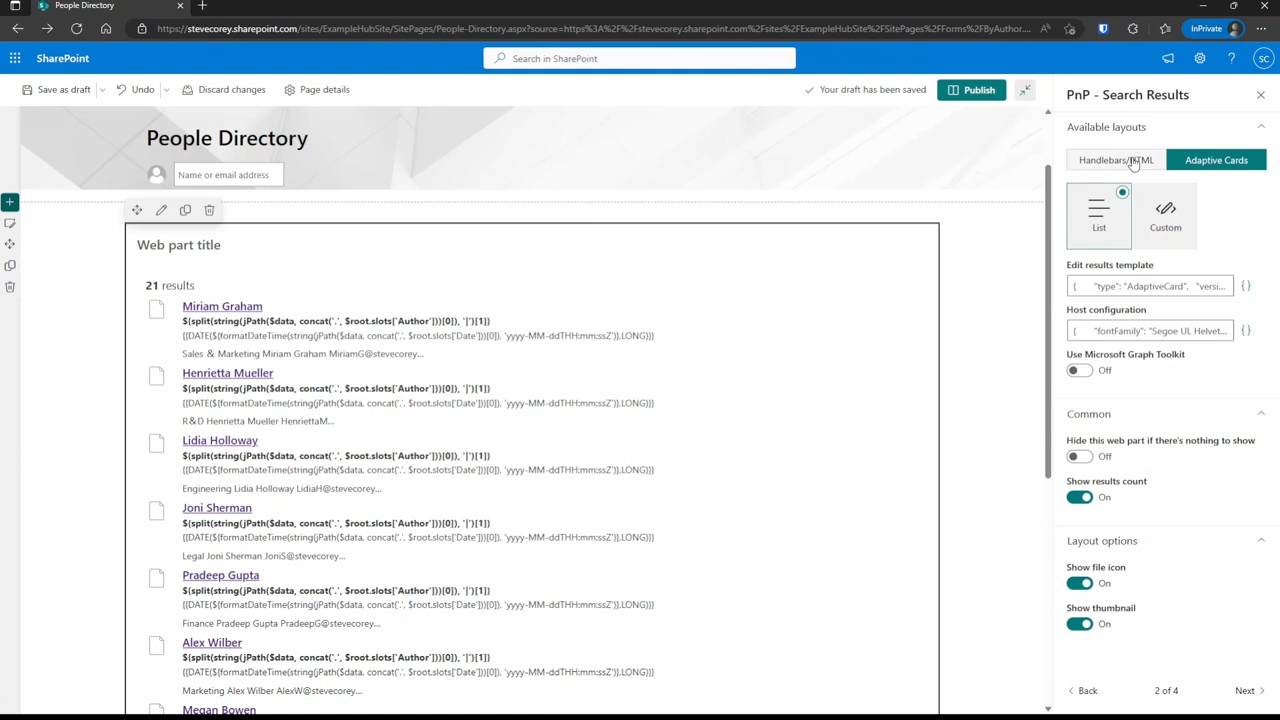 People Directory
https://stevecorey.sharepoint.com/sites/ExampleHubSite/SitePages/People-Directory.aspx?source=https%3A%2F%2Fstevecorey.sharepoint.com%2Fsites%2FExampleHubSite%2FSitePages%2FForms%2FByAuthor....
InPrivate
SharePoint
Search in SharePoint
SC
Save as draft
Undo
Discard changes
Page details
Your draft has been saved
Publish
People Directory
Name or email address
Web part title
21 results
Miriam Graham
$(split(string(jPath($data, concat('.', $root.slots['Author']))[0]), '|')[1])
{{DATE(${formatDateTime(string(jPath($data, concat('.', $root.slots['Date']))[0]), 'yyyy-MM-ddTHH:mm:ssZ')},LONG)}}
Sales & Marketing Miriam Graham MiriamG@stevecorey...
Henrietta Mueller
$(split(string(jPath($data, concat('.', $root.slots['Author']))[0]), '|')[1])
{{DATE(${formatDateTime(string(jPath($data, concat('.', $root.slots['Date']))[0]), 'yyyy-MM-ddTHH:mm:ssZ')},LONG)}}
R&D Henrietta Mueller HenriettaM...
Lidia Holloway
$(split(string(jPath($data, concat('.', $root.slots['Author']))[0]), '|')[1])
{{DATE(${formatDateTime(string(jPath($data, concat('.', $root.slots['Date']))[0]), 'yyyy-MM-ddTHH:mm:ssZ')},LONG)}}
Engineering Lidia Holloway LidiaH@stevecorey...
Joni Sherman
$(split(string(jPath($data, concat('.', $root.slots['Author']))[0]), '|')[1])
{{DATE(${formatDateTime(string(jPath($data, concat('.', $root.slots['Date']))[0]), 'yyyy-MM-ddTHH:mm:ssZ')},LONG)}}
Legal Joni Sherman JoniS@stevecorey...
Pradeep Gupta
$(split(string(jPath($data, concat('.', $root.slots['Author']))[0]), '|')[1])
{{DATE(${formatDateTime(string(jPath($data, concat('.', $root.slots['Date']))[0]), 'yyyy-MM-ddTHH:mm:ssZ')},LONG)}}
Finance Pradeep Gupta PradeepG@stevecorey...
Alex Wilber
$(split(string(jPath($data, concat('.', $root.slots['Author']))[0]), '|')[1])
{{DATE(${formatDateTime(string(jPath($data, concat('.', $root.slots['Date']))[0]), 'yyyy-MM-ddTHH:mm:ssZ')},LONG)}}
Marketing Alex Wilber AlexW@stevecorey...
Megan Bowen
PnP - Search Results
Available layouts
Handlebars/HTML
Adaptive Cards
List
Custom
Edit results template
{ "type": "AdaptiveCard", "versi...
{}
Host configuration
{ "fontFamily": "Segoe UI, Helvet...
{}
Use Microsoft Graph Toolkit
Off
Common
Hide this web part if there's nothing to show
Off
Show results count
On
Layout options
Show file icon
On
Show thumbnail
On
Back
2 of 4
Next